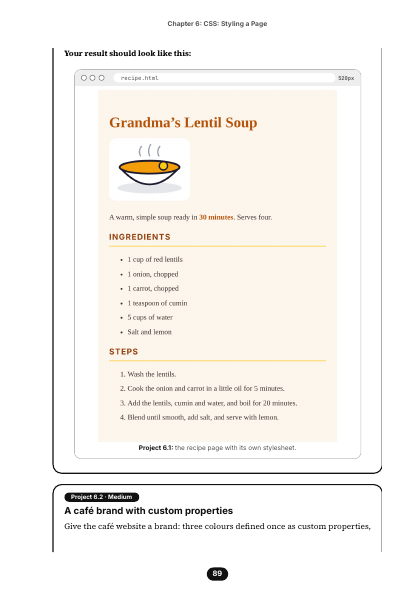 Chapter 6: CSS: Styling a Page
Your result should look like this:
recipe.html
520px
Grandma's Lentil Soup
A warm, simple soup ready in 30 minutes. Serves four.
INGREDIENTS
• 1 cup of red lentils
• 1 onion, chopped
• 1 carrot, chopped
• 1 teaspoon of cumin
• 5 cups of water
• Salt and lemon
STEPS
1. Wash the lentils.
2. Cook the onion and carrot in a little oil for 5 minutes.
3. Add the lentils, cumin and water, and boil for 20 minutes.
4. Blend until smooth, add salt, and serve with lemon.
Project 6.1: the recipe page with its own stylesheet.
Project 6.2 · Medium
A café brand with custom properties
Give the café website a brand: three colours defined once as custom properties,
89